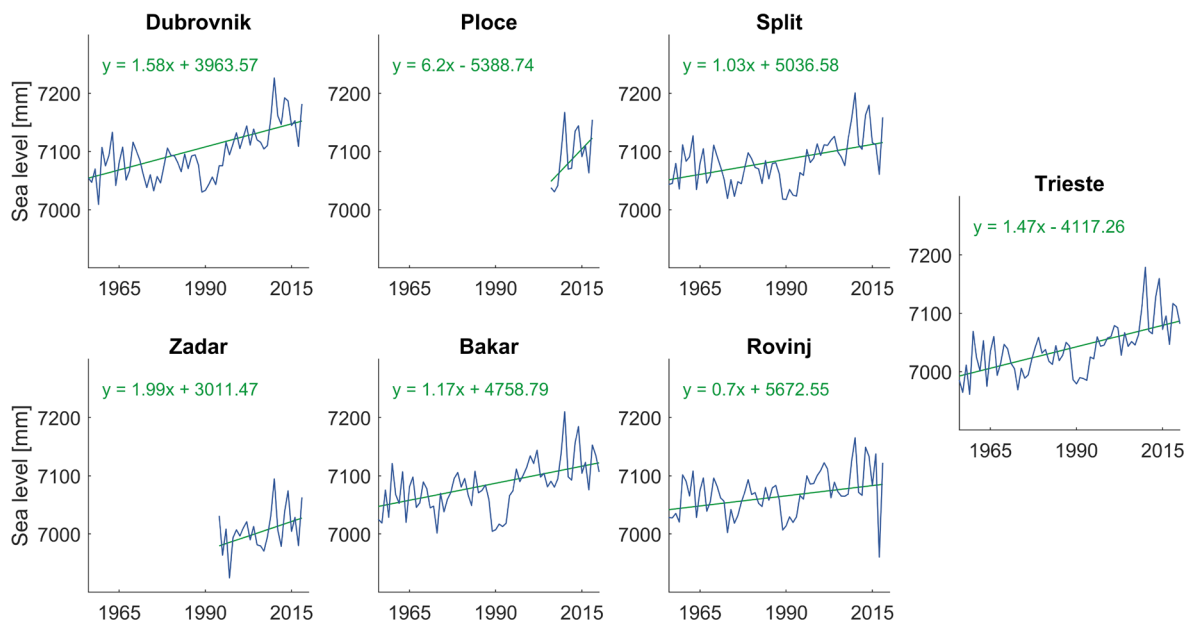 Dubrovnik
y = 1.58x + 3963.57
Sea level [mm]
7200
7100
7000
1965 1990 2015
Ploce
y = 6.2x - 5388.74
1965 1990 2015
Split
y = 1.03x + 5036.58
7200
7100
7000
1965 1990 2015
Zadar
y = 1.99x + 3011.47
Sea level [mm]
7200
7100
7000
1965 1990 2015
Bakar
y = 1.17x + 4758.79
7200
7100
7000
1965 1990 2015
Rovinj
y = 0.7x + 5672.55
7200
7100
7000
1965 1990 2015
Trieste
y = 1.47x - 4117.26
7200
7100
7000
1965 1990 2015